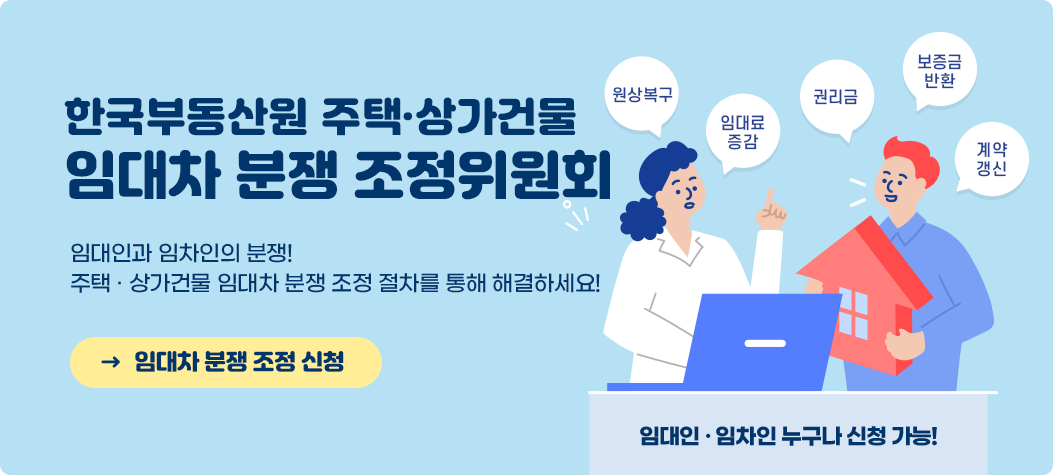 한국부동산원 주택·상가건물
임대차 분쟁 조정위원회
임대인과 임차인의 분쟁!
주택 · 상가건물 임대차 분쟁 조정 절차를 통해 해결하세요!
→ 임대차 분쟁 조정 신청
원상복구
임대료
증감
권리금
보증금
반환
계약
갱신
임대인 · 임차인 누구나 신청 가능!